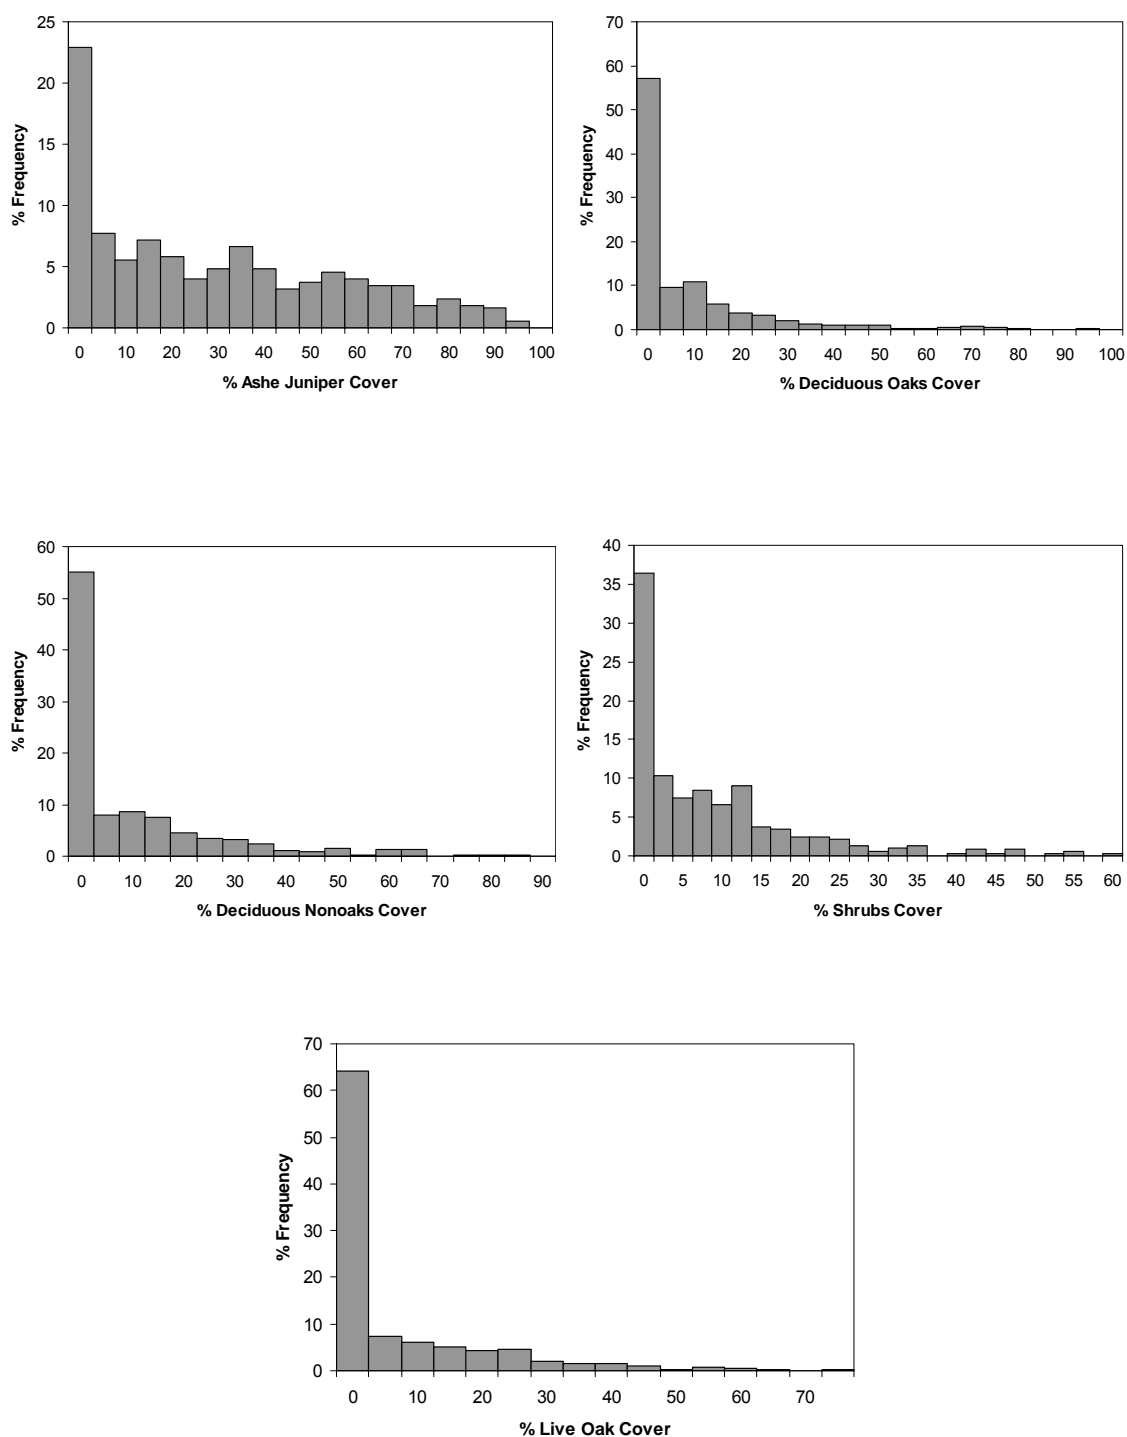 25
20
15
10
5
0
% Frequency
0 10 20 30 40 50 60 70 80 90 100
% Ashe Juniper Cover
70
60
50
40
30
20
10
0
% Frequency
0 10 20 30 40 50 60 70 80 90 100
% Deciduous Oaks Cover
60
50
40
30
20
10
0
% Frequency
0 10 20 30 40 50 60 70 80 90
% Deciduous Nonoaks Cover
40
35
30
25
20
15
10
5
0
% Frequency
0 5 10 15 20 25 30 35 40 45 50 55 60
% Shrubs Cover
70
60
50
40
30
20
10
0
% Frequency
0 10 20 30 40 50 60 70
% Live Oak Cover